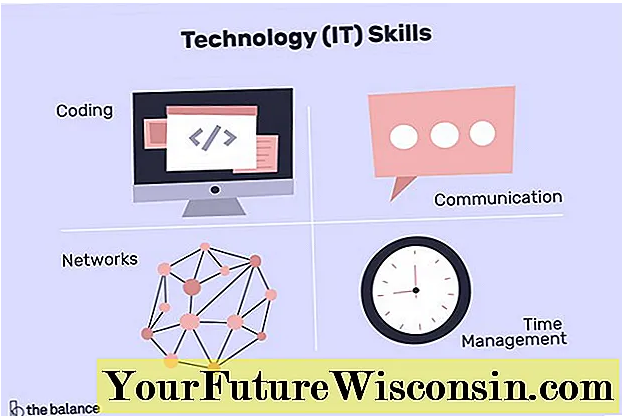 Technology (IT) Skills
Coding
</>
Communication
Networks
Time
Management
the balance
YourFutureWisconsin.com